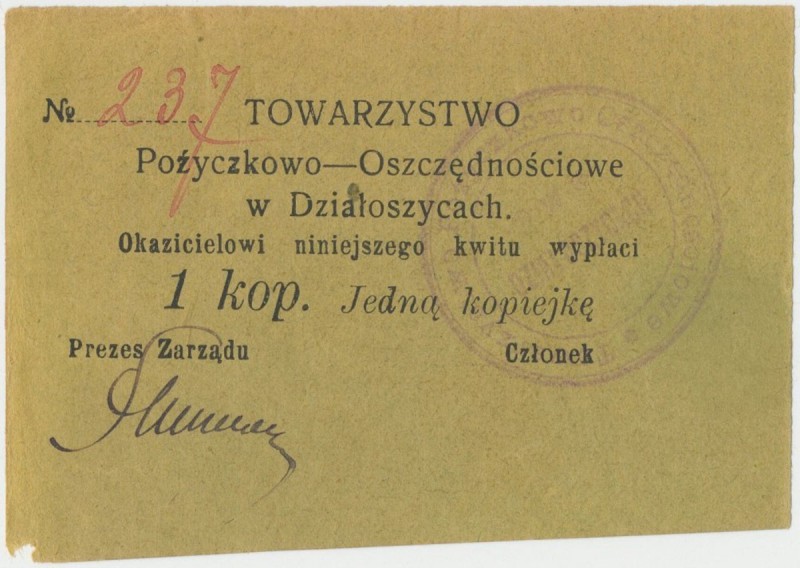 № 237 TOWARZYSTWO
Pożyczkowo—Oszczędnościowe
w Działoszycach.
Okazicielowi niniejszego kwitu wypłaci
1 kop. Jedną kopiejkę
Prezes Zarządu Członek